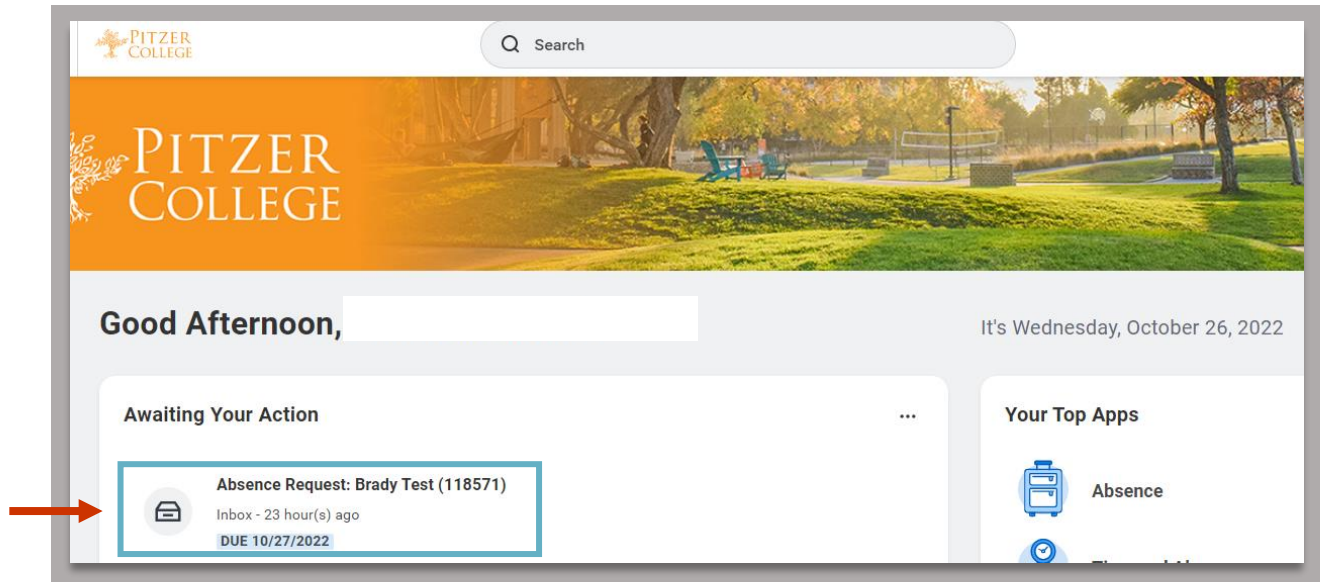 PITZER
COLLEGE
Search
PITZER
COLLEGE
Good Afternoon,
It's Wednesday, October 26, 2022
Awaiting Your Action
...
Your Top Apps
Absence Request: Brady Test (118571)
Inbox - 23 hour(s) ago
DUE 10/27/2022
Absence